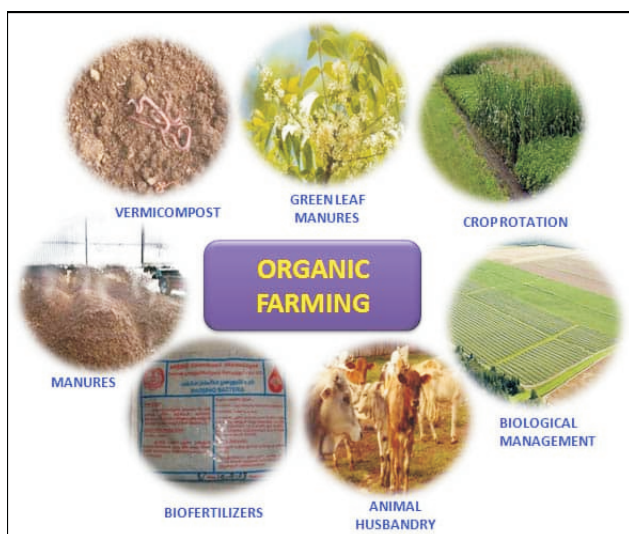 VERMICOMPOST
GREEN LEAF
MANURES
CROP ROTATION
ORGANIC
FARMING
MANURES
BIOLOGICAL
MANAGEMENT
BIOFERTILIZERS
ANIMAL
HUSBANDRY